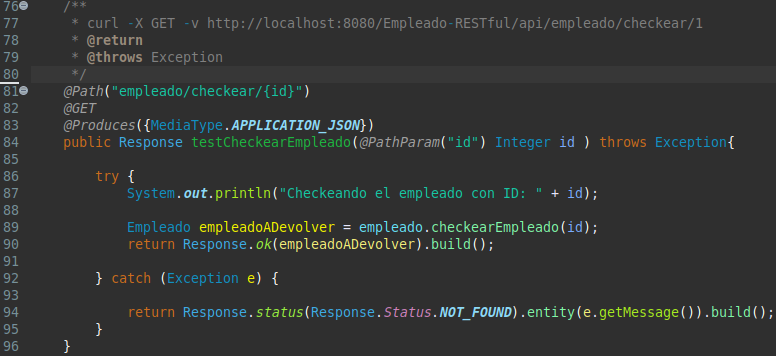 76 /**
77 * curl -X GET -v http://localhost:8080/Empleado-RESTful/api/empleado/checkear/1
78 * @return
79 * @throws Exception
80 */
81 @Path("empleado/checkear/{id}")
82 @GET
83 @Produces({MediaType.APPLICATION_JSON})
84 public Response testCheckearEmpleado(@PathParam("id") Integer id ) throws Exception{
85
86 try {
87 System.out.println("Checkeando el empleado con ID: " + id);
88
89 Empleado empleadoADevolver = empleado.checkearEmpleado(id);
90 return Response.ok(empleadoADevolver).build();
91
92 } catch (Exception e) {
93
94 return Response.status(Response.Status.NOT_FOUND).entity(e.getMessage()).build();
95 }
96 }